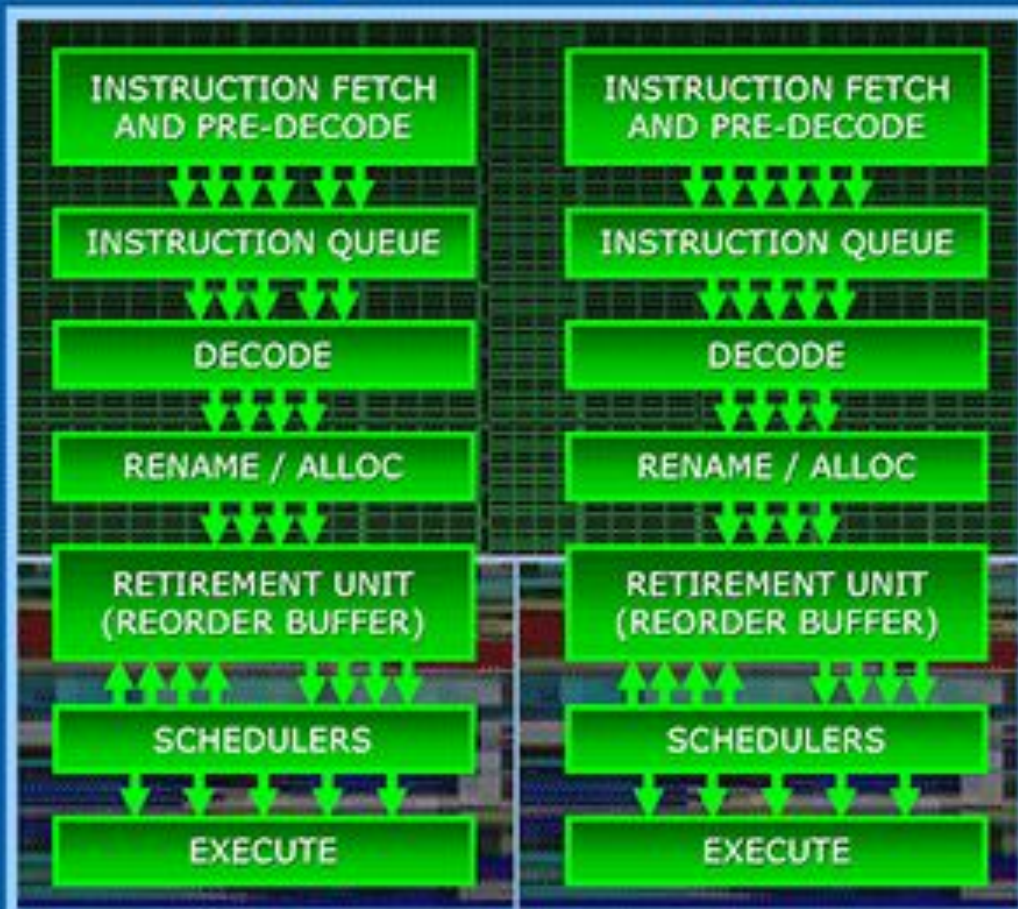 INSTRUCTION FETCH
AND PRE-DECODE
INSTRUCTION QUEUE
DECODE
RENAME / ALLOC
RETIREMENT UNIT
(REORDER BUFFER)
SCHEDULERS
EXECUTE
INSTRUCTION FETCH
AND PRE-DECODE
INSTRUCTION QUEUE
DECODE
RENAME / ALLOC
RETIREMENT UNIT
(REORDER BUFFER)
SCHEDULERS
EXECUTE